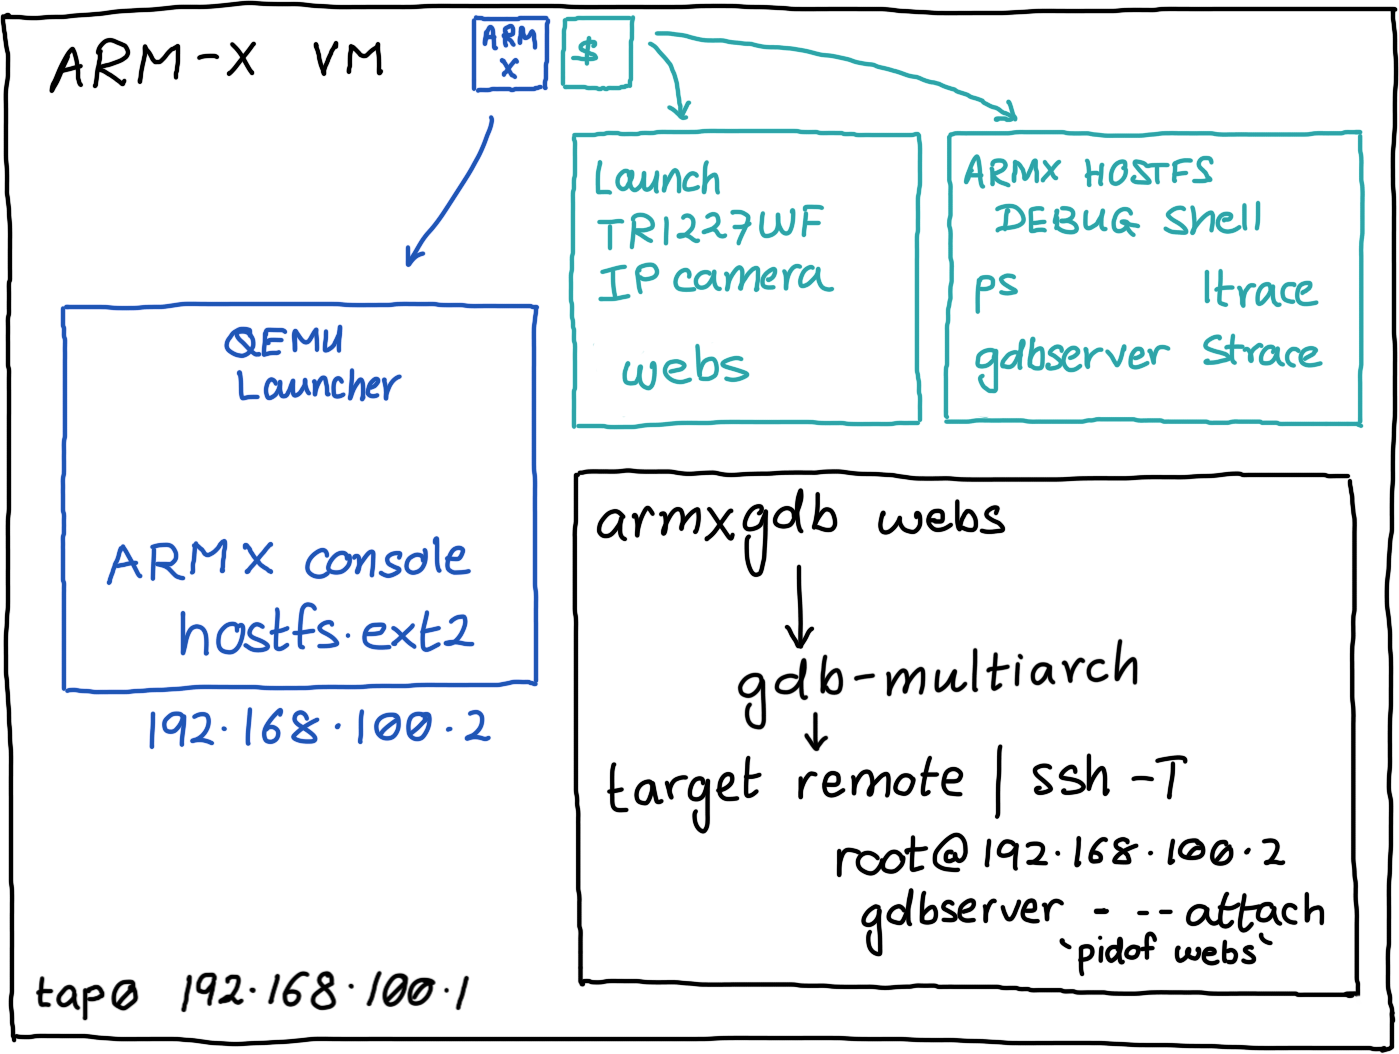 ARM-X VM
ARM
X
$
Launch
TR1227WF
IP camera
webs
ARMX HOSTFS
DEBUG Shell
ps ltrace
gdbserver Strace
QEMU
Launcher
ARMX console
hostfs.ext2
192.168.100.2
armxgdb webs
gdb-multiarch
target remote | ssh -T
root@192.168.100.2
gdbserver - --attach
`pidof webs`
tap0 192.168.100.1